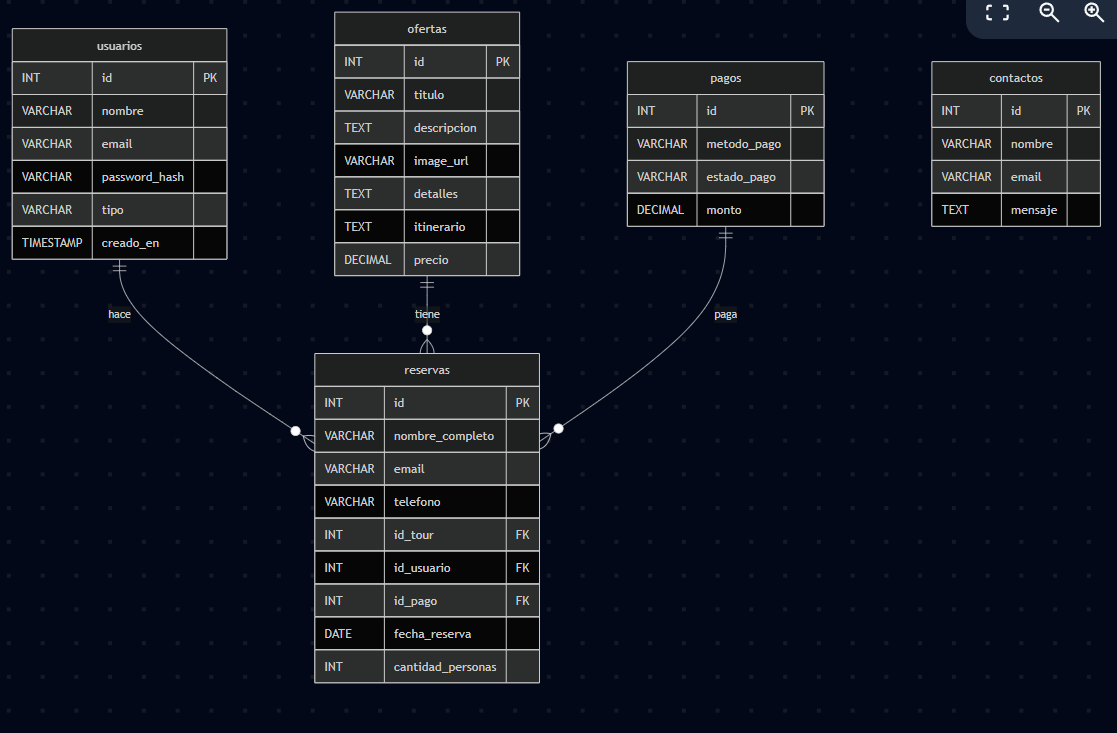 usuarios
INT id PK
VARCHAR nombre
VARCHAR email
VARCHAR password_hash
VARCHAR tipo
TIMESTAMP creado_en
ofertas
INT id PK
VARCHAR titulo
TEXT descripcion
VARCHAR image_url
TEXT detalles
TEXT itinerario
DECIMAL precio
pagos
INT id PK
VARCHAR metodo_pago
VARCHAR estado_pago
DECIMAL monto
contactos
INT id PK
VARCHAR nombre
VARCHAR email
TEXT mensaje
hace
tiene
paga
reservas
INT id PK
VARCHAR nombre_completo
VARCHAR email
VARCHAR telefono
INT id_tour FK
INT id_usuario FK
INT id_pago FK
DATE fecha_reserva
INT cantidad_personas